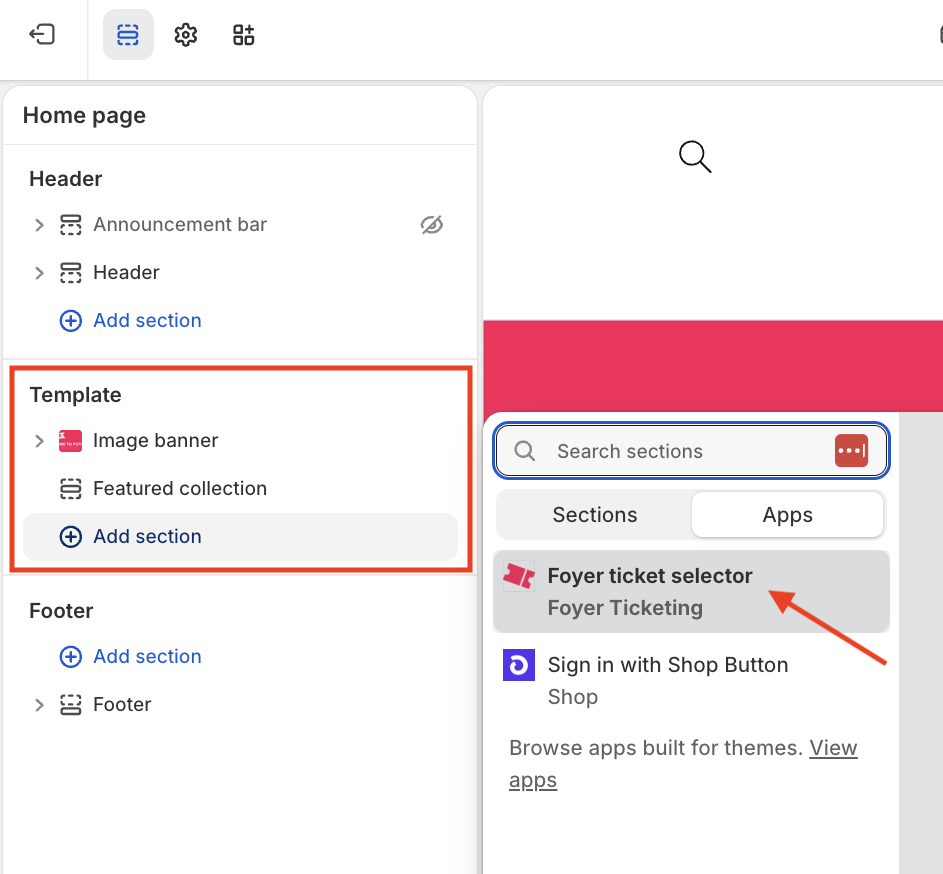 Home page
Header
Announcement bar
Header
Add section
Template
Image banner
Featured collection
Add section
Footer
Add section
Footer
Search sections
Sections
Apps
Foyer ticket selector
Foyer Ticketing
Sign in with Shop Button
Shop
Browse apps built for themes. View
apps